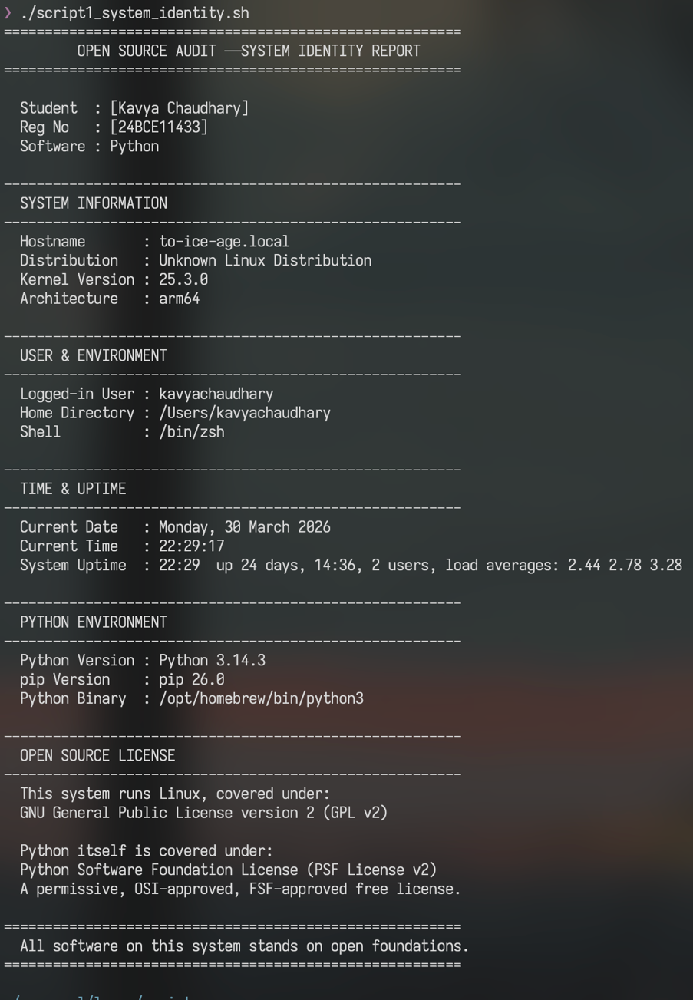 ❯ ./script1_system_identity.sh
========================================================
OPEN SOURCE AUDIT ——SYSTEM IDENTITY REPORT
========================================================
Student  : [Kavya Chaudhary]
Reg No   : [24BCE11433]
Software : Python
--------------------------------------------------------
SYSTEM INFORMATION
--------------------------------------------------------
Hostname       : to-ice-age.local
Distribution   : Unknown Linux Distribution
Kernel Version : 25.3.0
Architecture   : arm64
--------------------------------------------------------
USER & ENVIRONMENT
--------------------------------------------------------
Logged-in User : kavyachaudhary
Home Directory : /Users/kavyachaudhary
Shell          : /bin/zsh
--------------------------------------------------------
TIME & UPTIME
--------------------------------------------------------
Current Date   : Monday, 30 March 2026
Current Time   : 22:29:17
System Uptime  : 22:29  up 24 days, 14:36, 2 users, load averages: 2.44 2.78 3.28
--------------------------------------------------------
PYTHON ENVIRONMENT
--------------------------------------------------------
Python Version : Python 3.14.3
pip Version    : pip 26.0
Python Binary  : /opt/homebrew/bin/python3
--------------------------------------------------------
OPEN SOURCE LICENSE
--------------------------------------------------------
This system runs Linux, covered under:
GNU General Public License version 2 (GPL v2)
Python itself is covered under:
Python Software Foundation License (PSF License v2)
A permissive, OSI-approved, FSF-approved free license.
========================================================
All software on this system stands on open foundations.
========================================================